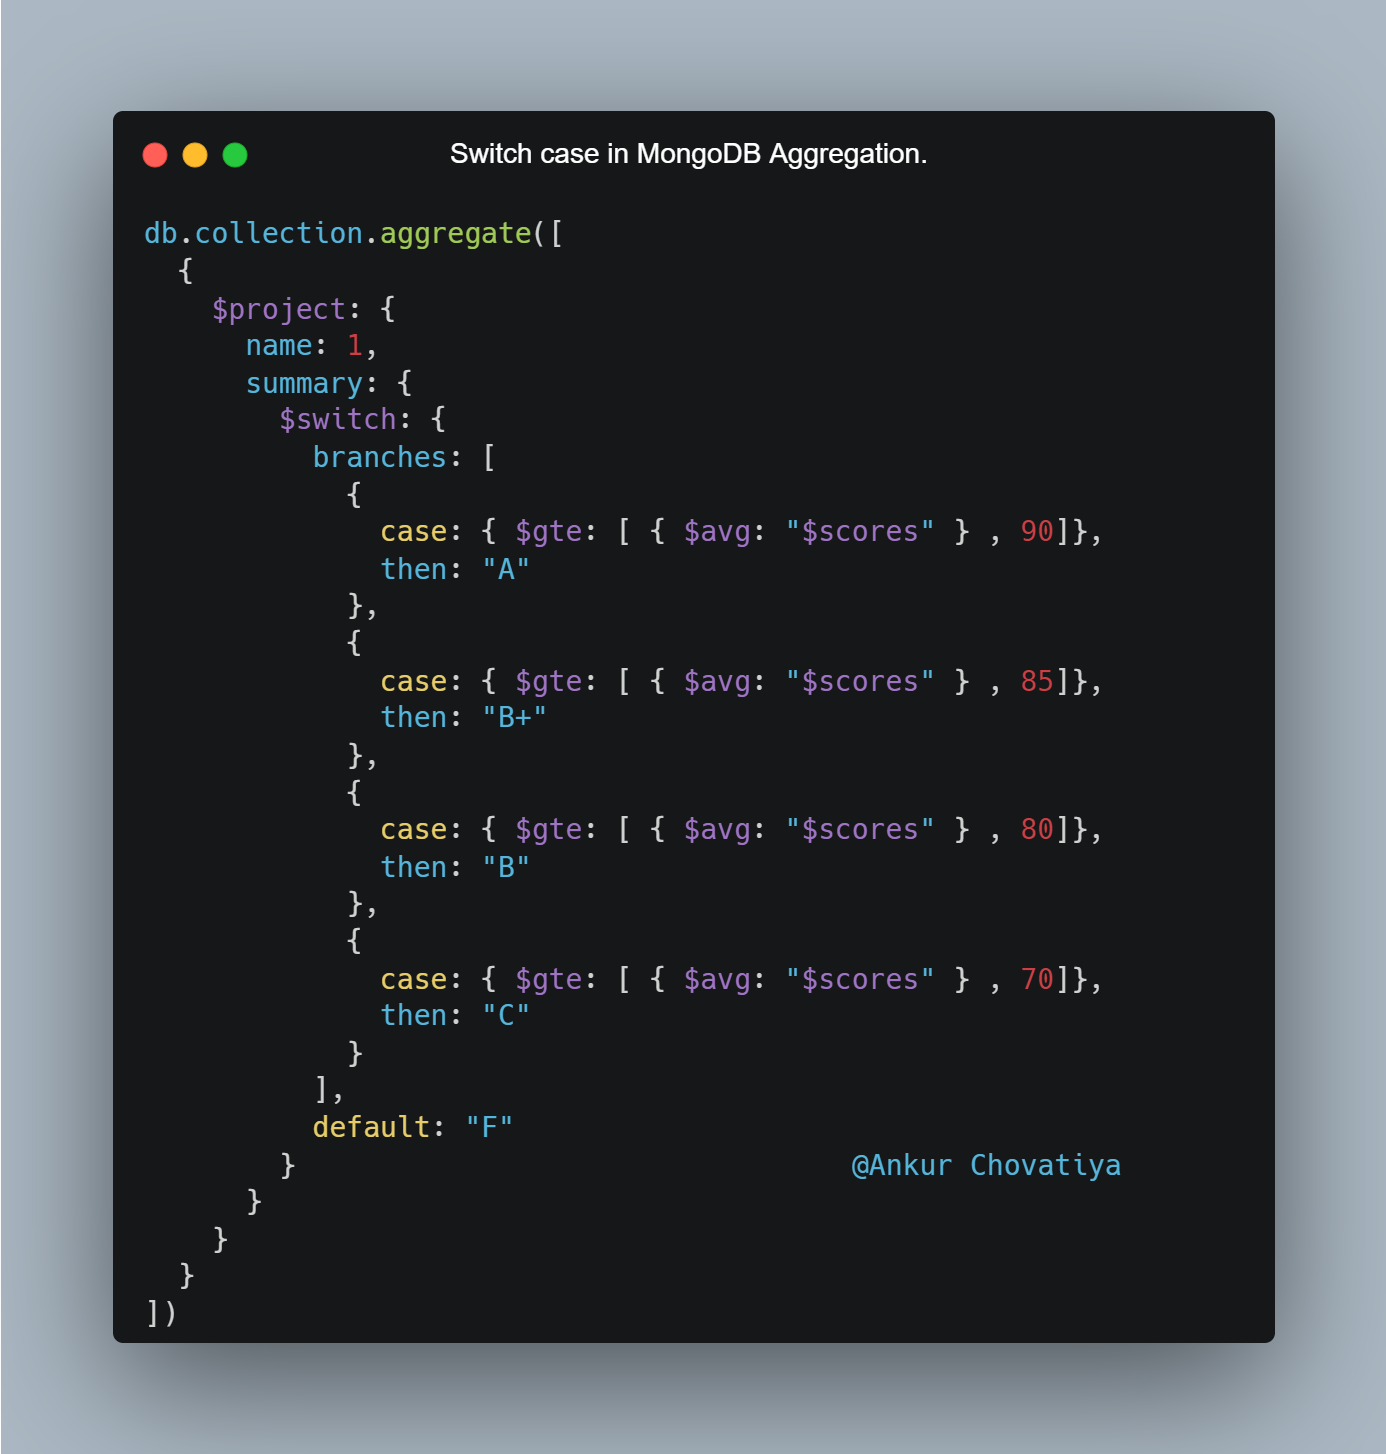 Switch case in MongoDB Aggregation.
db.collection.aggregate([
  {
    $project: {
      name: 1,
      summary: {
        $switch: {
          branches: [
            {
              case: { $gte: [ { $avg: "$scores" } , 90]},
              then: "A"
            },
            {
              case: { $gte: [ { $avg: "$scores" } , 85]},
              then: "B+"
            },
            {
              case: { $gte: [ { $avg: "$scores" } , 80]},
              then: "B"
            },
            {
              case: { $gte: [ { $avg: "$scores" } , 70]},
              then: "C"
            }
          ],
          default: "F"
        }                                 @Ankur Chovatiya
      }
    }
  }
])